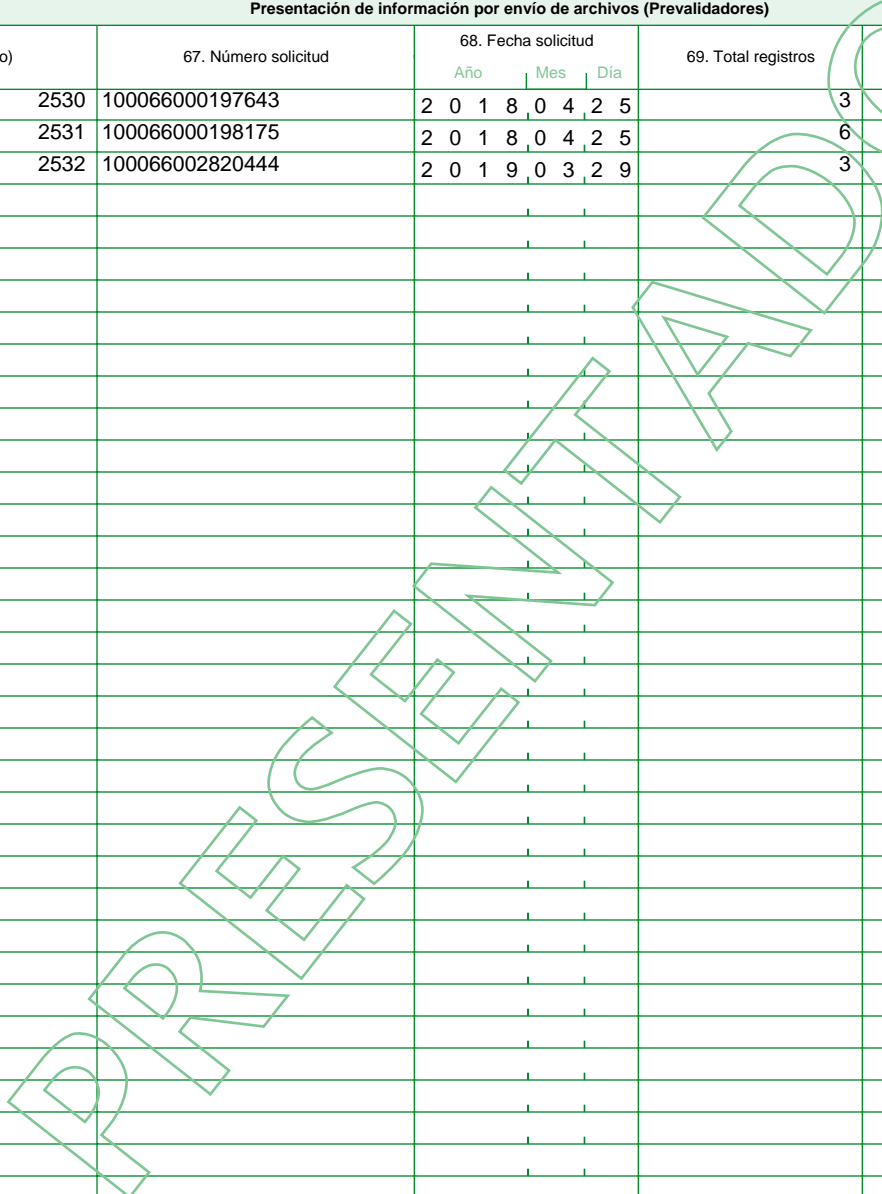 Presentación de información por envío de archivos (Prevalidadores)
o) 67. Número solicitud 68. Fecha solicitud 69. Total registros
Año Mes Día
2530 100066000197643 2 0 1 8 0 4 2 5 3
2531 100066000198175 2 0 1 8 0 4 2 5 6
2532 100066002820444 2 0 1 9 0 3 2 9 3
PRESENTADO